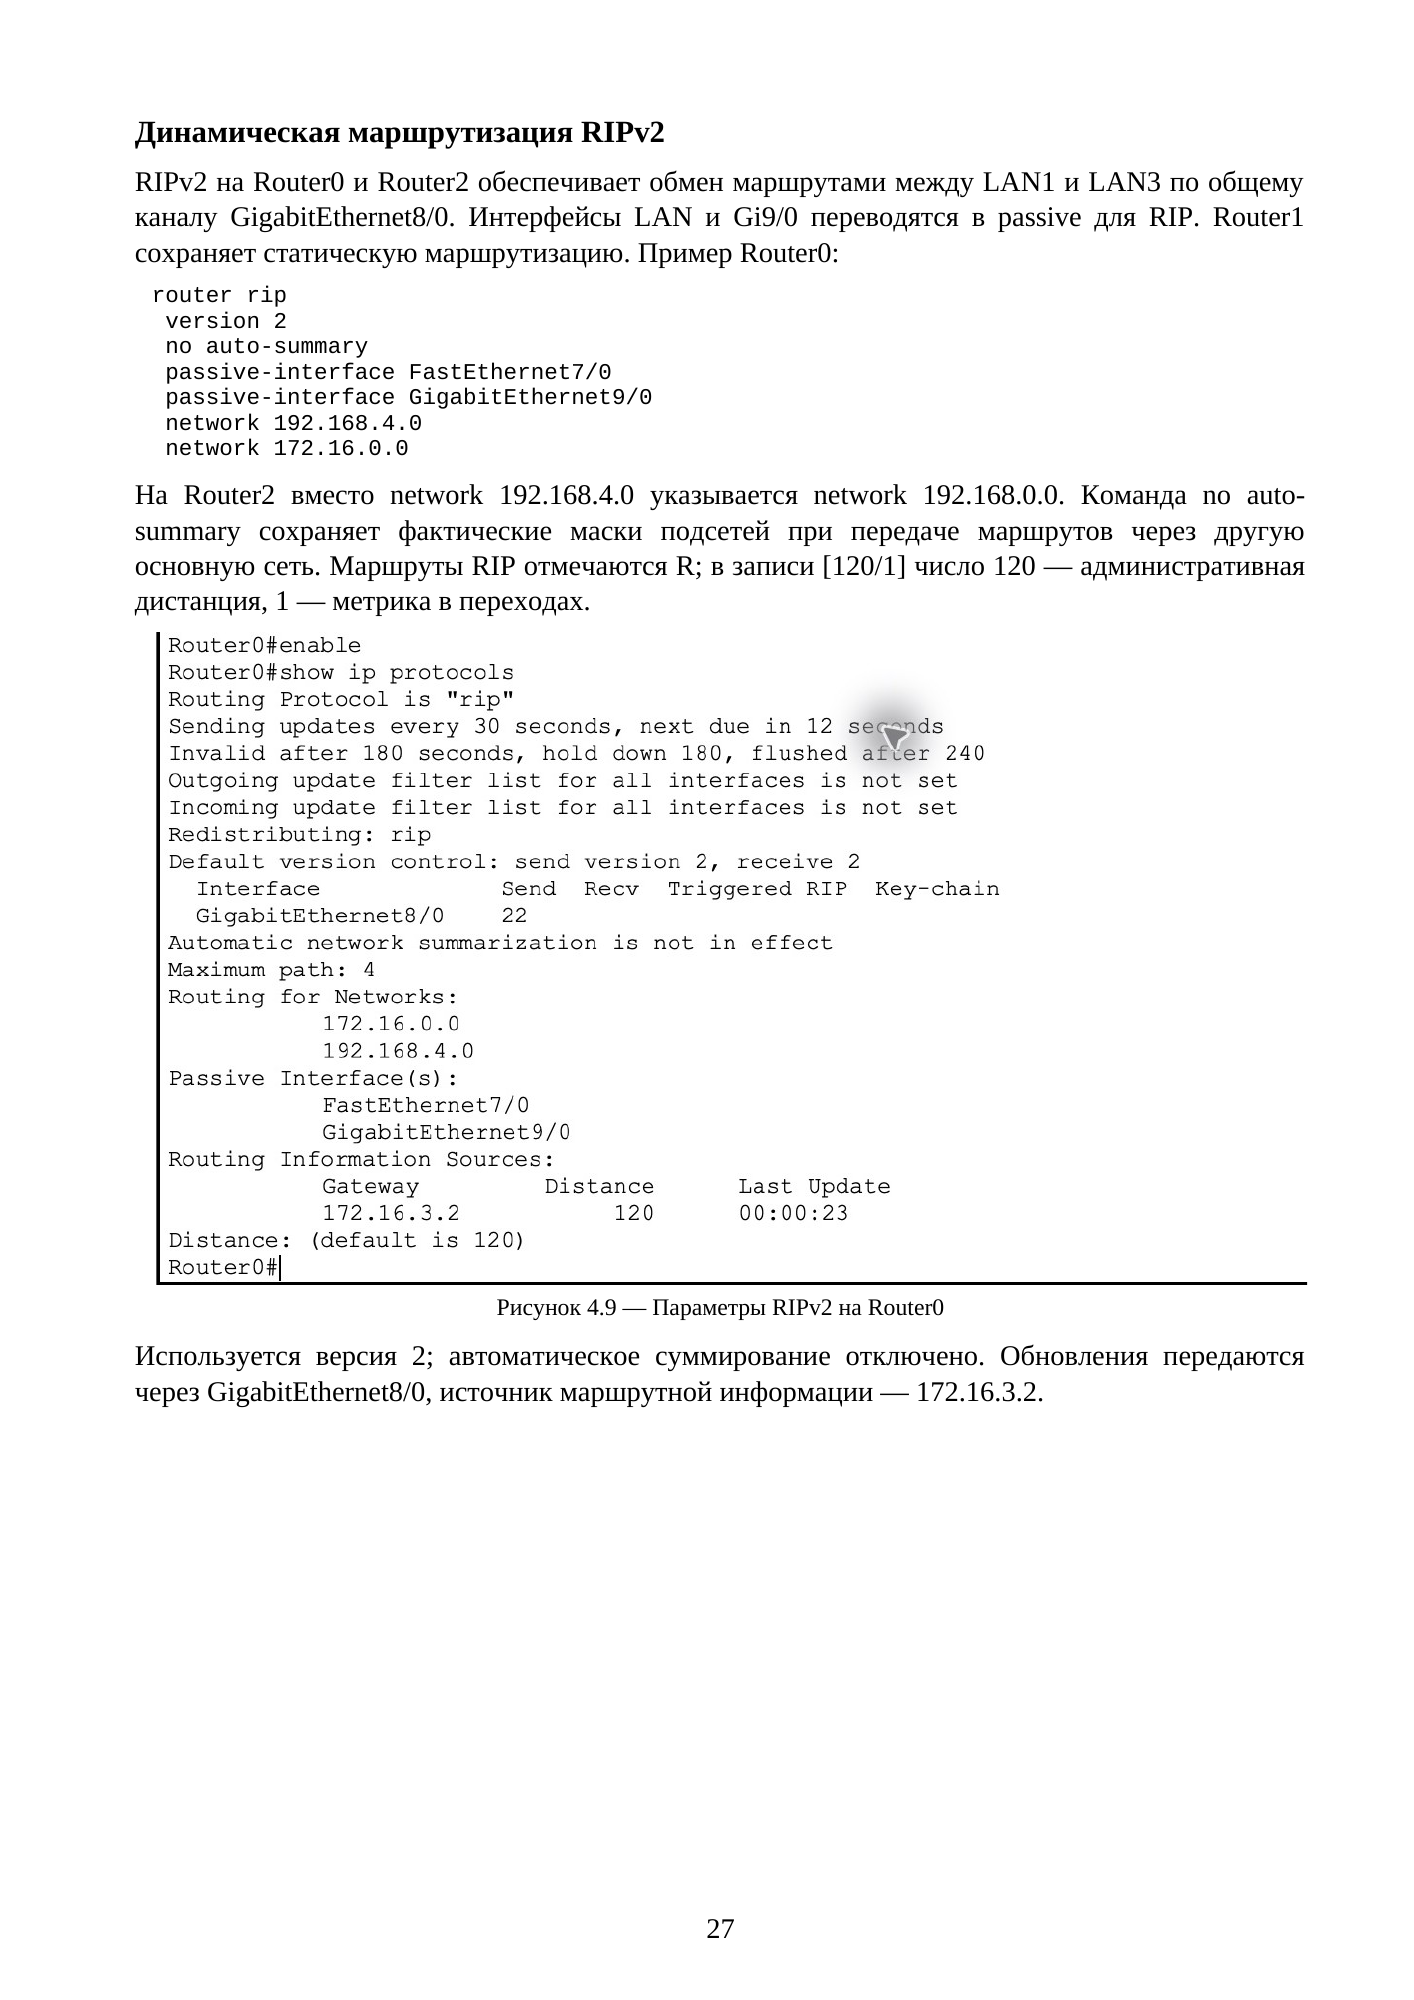 Динамическая маршрутизация RIPv2
RIPv2 на Router0 и Router2 обеспечивает обмен маршрутами между LAN1 и LAN3 по общему
каналу GigabitEthernet8/0. Интерфейсы LAN и Gi9/0 переводятся в passive для RIP. Router1
сохраняет статическую маршрутизацию. Пример Router0:
router rip
 version 2
 no auto-summary
 passive-interface FastEthernet7/0
 passive-interface GigabitEthernet9/0
 network 192.168.4.0
 network 172.16.0.0
На Router2 вместо network 192.168.4.0 указывается network 192.168.0.0. Команда no auto-
summary сохраняет фактические маски подсетей при передаче маршрутов через другую
основную сеть. Маршруты RIP отмечаются R; в записи [120/1] число 120 — административная
дистанция, 1 — метрика в переходах.
Router0#enable
Router0#show ip protocols
Routing Protocol is "rip"
Sending updates every 30 seconds, next due in 12 seconds
Invalid after 180 seconds, hold down 180, flushed after 240
Outgoing update filter list for all interfaces is not set
Incoming update filter list for all interfaces is not set
Redistributing: rip
Default version control: send version 2, receive 2
  Interface             Send  Recv  Triggered RIP  Key-chain
  GigabitEthernet8/0    22
Automatic network summarization is not in effect
Maximum path: 4
Routing for Networks:
           172.16.0.0
           192.168.4.0
Passive Interface(s):
           FastEthernet7/0
           GigabitEthernet9/0
Routing Information Sources:
           Gateway         Distance      Last Update
           172.16.3.2           120      00:00:23
Distance: (default is 120)
Router0#
Рисунок 4.9 — Параметры RIPv2 на Router0
Используется версия 2; автоматическое суммирование отключено. Обновления передаются
через GigabitEthernet8/0, источник маршрутной информации — 172.16.3.2.
27